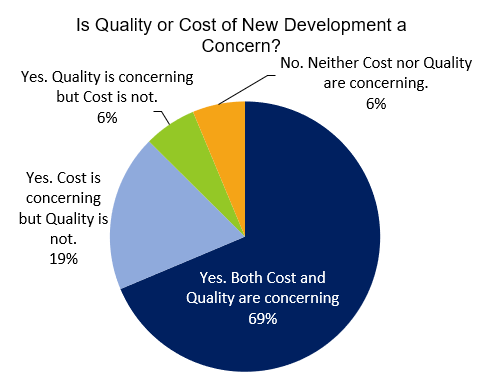 Is Quality or Cost of New Development a
Concern?
No. Neither Cost nor Quality
are concerning.
6%
Yes. Quality is concerning
but Cost is not.
6%
Yes. Cost is
concerning
but Quality is
not.
19%
Yes. Both Cost and
Quality are concerning
69%